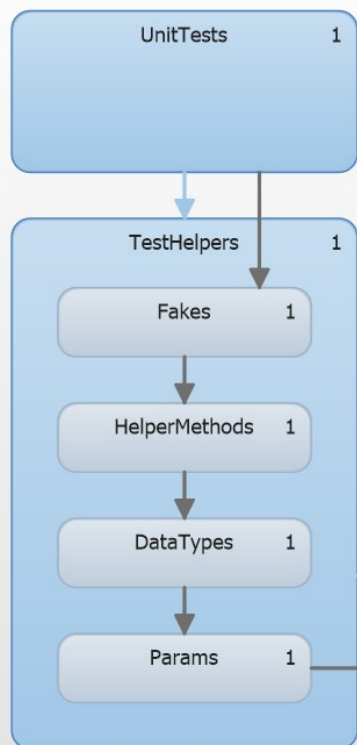 UnitTests 1
TestHelpers 1
Fakes 1
HelperMethods 1
DataTypes 1
Params 1